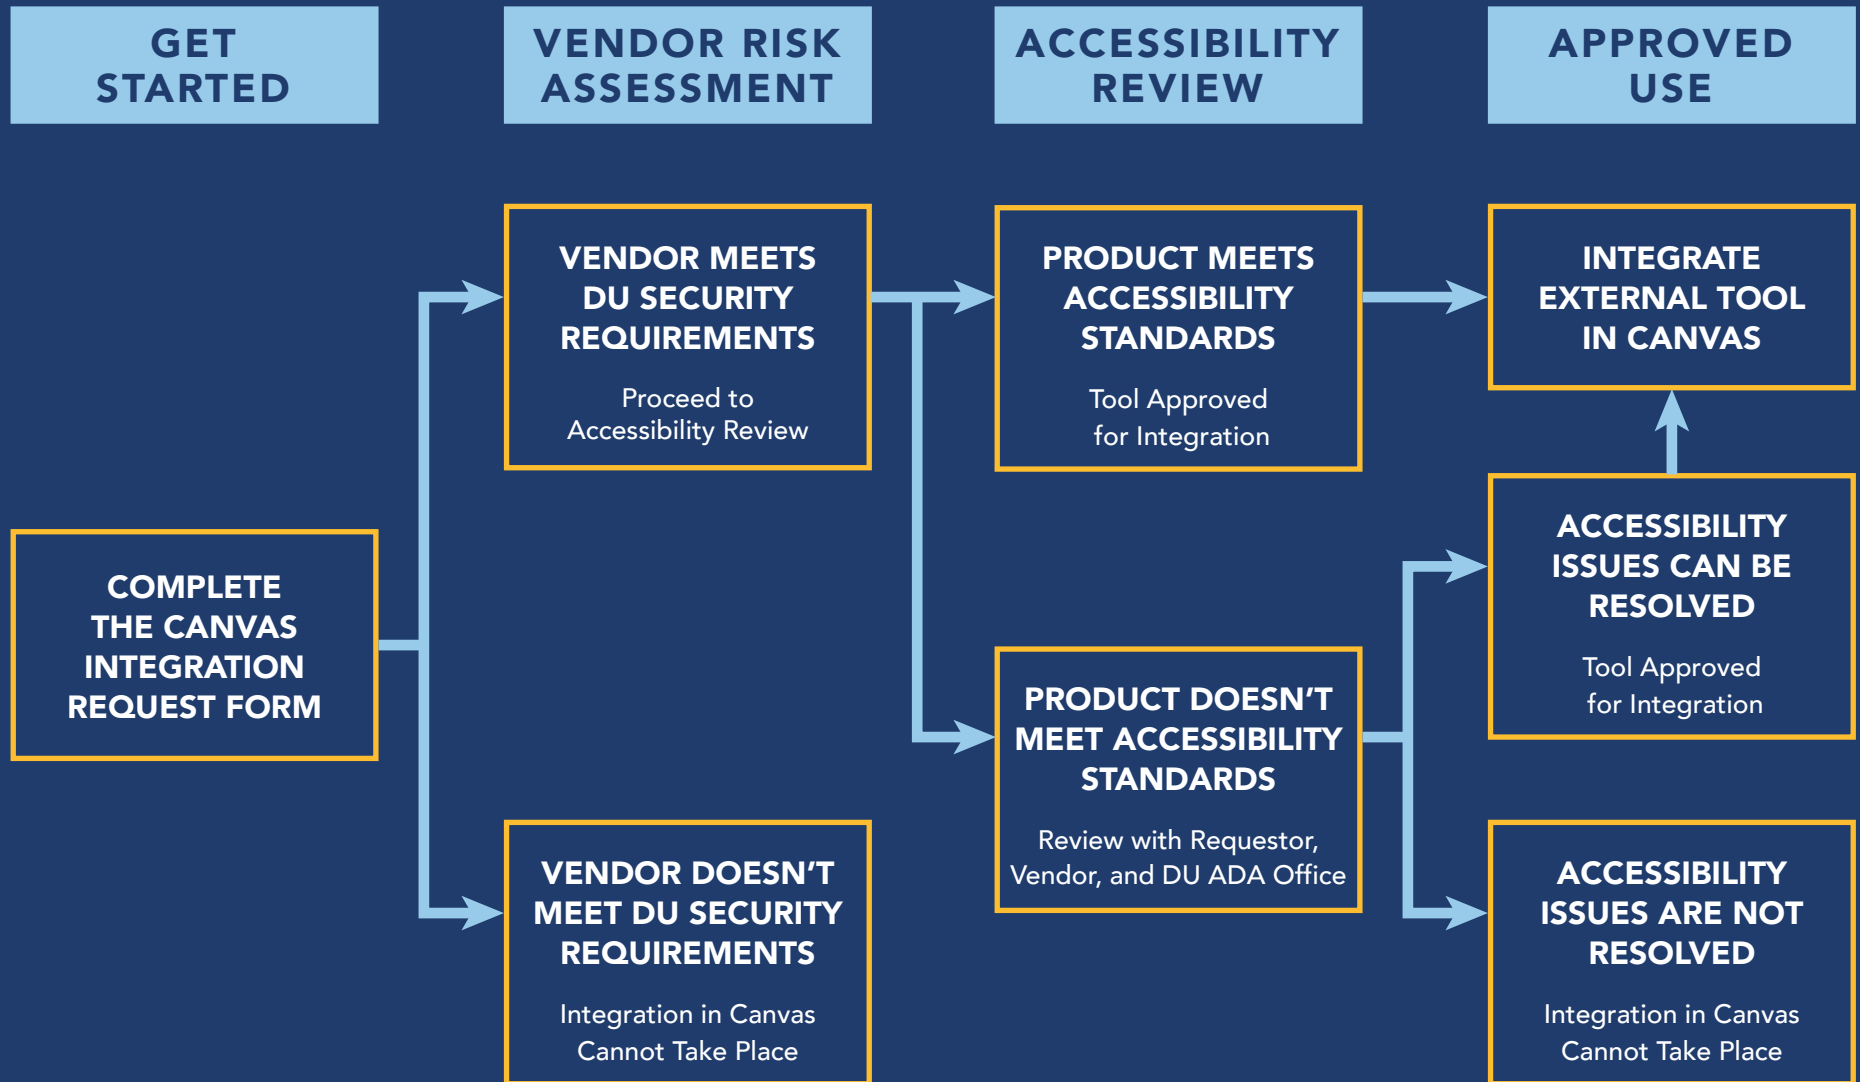 GET
STARTED
VENDOR RISK
ASSESSMENT
ACCESSIBILITY
REVIEW
APPROVED
USE
COMPLETE
THE CANVAS
INTEGRATION
REQUEST FORM
VENDOR MEETS
DU SECURITY
REQUIREMENTS
Proceed to
Accessibility Review
VENDOR DOESN'T
MEET DU SECURITY
REQUIREMENTS
Integration in Canvas
Cannot Take Place
PRODUCT MEETS
ACCESSIBILITY
STANDARDS
Tool Approved
for Integration
PRODUCT DOESN'T
MEET ACCESSIBILITY
STANDARDS
Review with Requestor,
Vendor, and DU ADA Office
INTEGRATE
EXTERNAL TOOL
IN CANVAS
ACCESSIBILITY
ISSUES CAN BE
RESOLVED
Tool Approved
for Integration
ACCESSIBILITY
ISSUES ARE NOT
RESOLVED
Integration in Canvas
Cannot Take Place